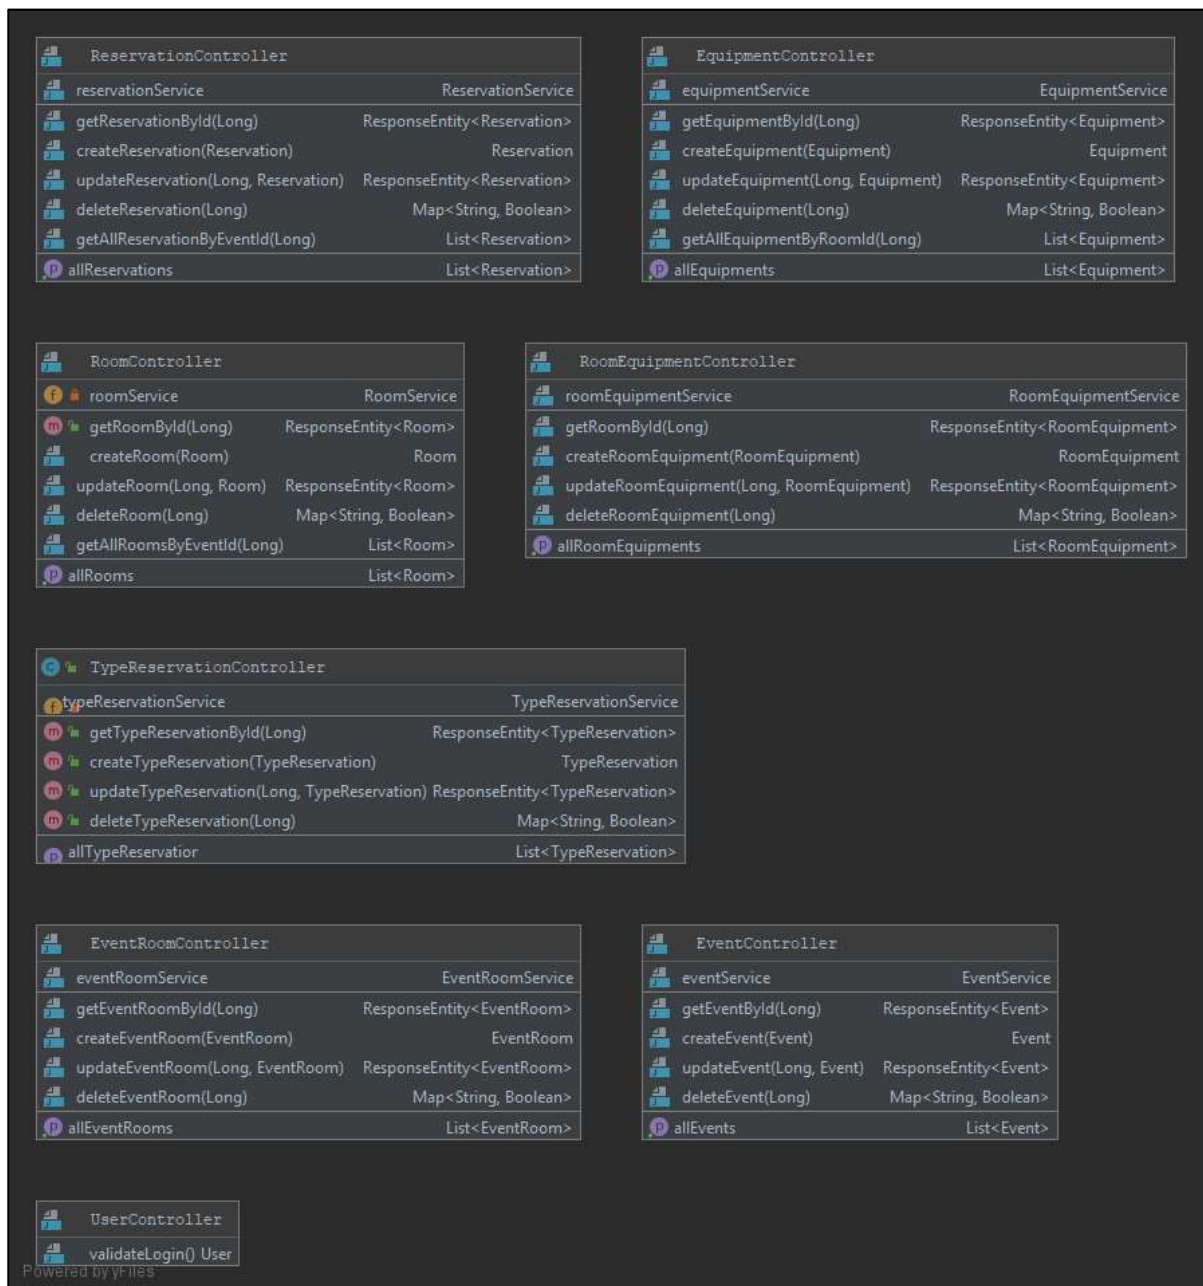 ReservationController
reservationService ReservationService
getReservationById(Long) ResponseEntity<Reservation>
createReservation(Reservation) Reservation
updateReservation(Long, Reservation) ResponseEntity<Reservation>
deleteReservation(Long) Map<String, Boolean>
getAllReservationByEventId(Long) List<Reservation>
allReservations List<Reservation>
EquipmentController
equipmentService EquipmentService
getEquipmentById(Long) ResponseEntity<Equipment>
createEquipment(Equipment) Equipment
updateEquipment(Long, Equipment) ResponseEntity<Equipment>
deleteEquipment(Long) Map<String, Boolean>
getAllEquipmentByRoomId(Long) List<Equipment>
allEquipments List<Equipment>
RoomController
roomService RoomService
getRoomById(Long) ResponseEntity<Room>
createRoom(Room) Room
updateRoom(Long, Room) ResponseEntity<Room>
deleteRoom(Long) Map<String, Boolean>
getAllRoomsByEventId(Long) List<Room>
allRooms List<Room>
RoomEquipmentController
roomEquipmentService RoomEquipmentService
getRoomById(Long) ResponseEntity<RoomEquipment>
createRoomEquipment(RoomEquipment) RoomEquipment
updateRoomEquipment(Long, RoomEquipment) ResponseEntity<RoomEquipment>
deleteRoomEquipment(Long) Map<String, Boolean>
allRoomEquipments List<RoomEquipment>
TypeReservationController
typeReservationService TypeReservationService
getTypeReservationById(Long) ResponseEntity<TypeReservation>
createTypeReservation(TypeReservation) TypeReservation
updateTypeReservation(Long, TypeReservation) ResponseEntity<TypeReservation>
deleteTypeReservation(Long) Map<String, Boolean>
allTypeReservatior List<TypeReservation>
EventRoomController
eventRoomService EventRoomService
getEventRoomById(Long) ResponseEntity<EventRoom>
createEventRoom(EventRoom) EventRoom
updateEventRoom(Long, EventRoom) ResponseEntity<EventRoom>
deleteEventRoom(Long) Map<String, Boolean>
allEventRooms List<EventRoom>
EventController
eventService EventService
getEventById(Long) ResponseEntity<Event>
createEvent(Event) Event
updateEvent(Long, Event) ResponseEntity<Event>
deleteEvent(Long) Map<String, Boolean>
allEvents List<Event>
UserController
validateLogin() User
Powered by yFiles